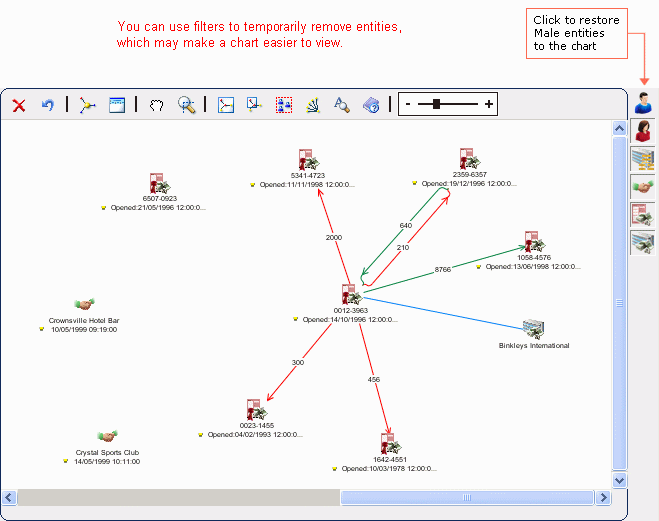 You can use filters to temporarily remove entities,
which may make a chart easier to view.
Click to restore
Male entities
to the chart
- +
5341-4723
Opened:11/11/1998 12:00:0...
2359-6357
Opened:19/12/1996 12:00:0...
6507-0923
Opened:21/05/1996 12:00:0...
640
2000
210
1058-4576
Opened:13/06/1998 12:00:0...
8766
0012-3963
Opened:14/10/1996 12:00:0...
Crownsville Hotel Bar
10/05/1999 09:19:00
Binkleys International
300
456
0023-1455
Opened:04/02/1993 12:00:0...
Crystal Sports Club
14/05/1999 10:11:00
1642-4551
Opened:10/03/1978 12:00:0...